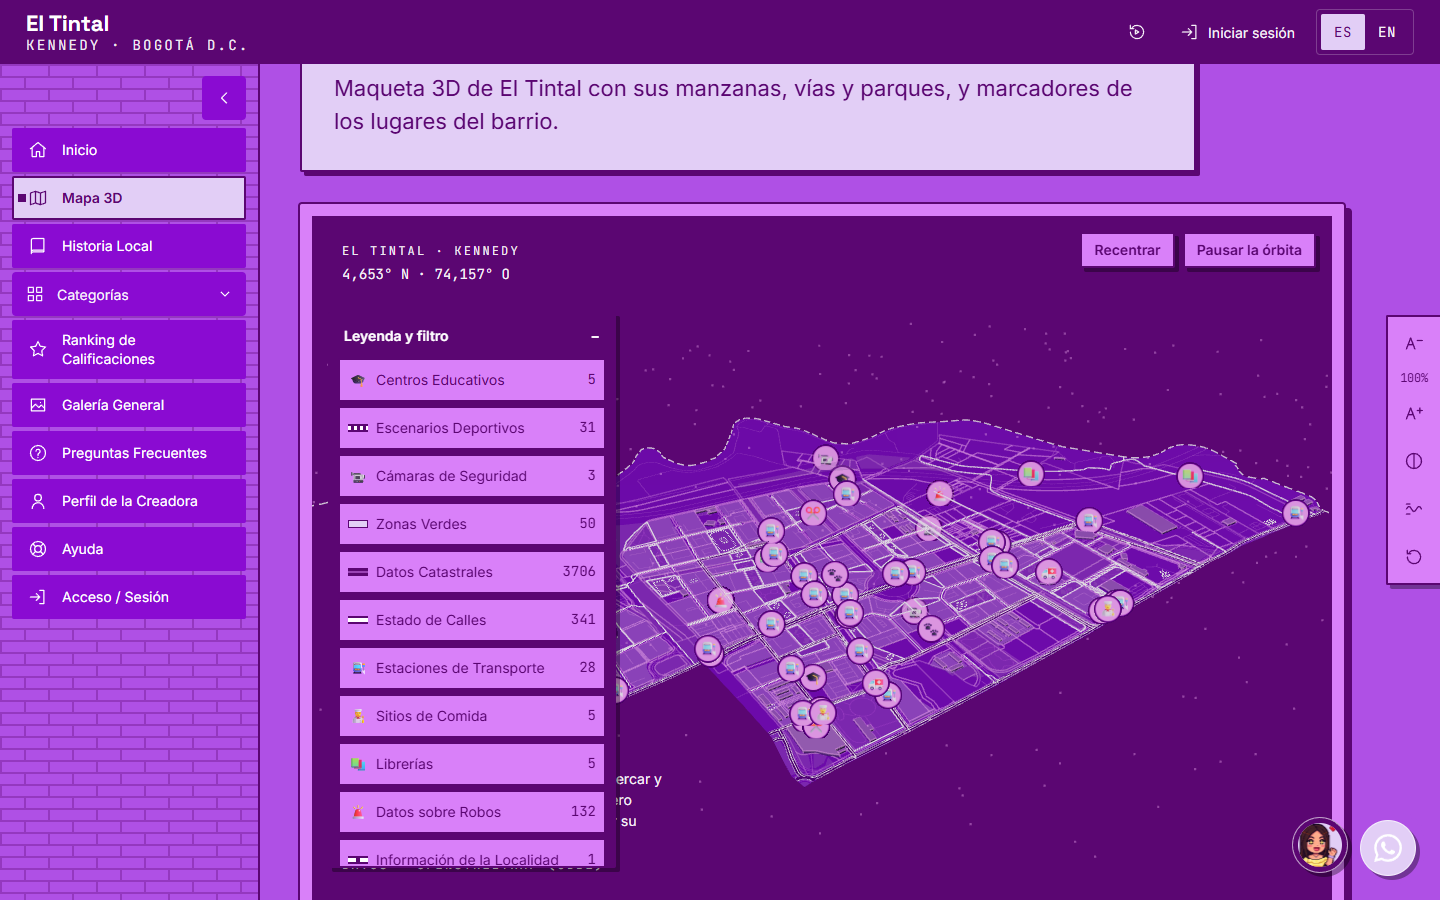 El Tintal
KENNEDY · BOGOTÁ D.C.
Iniciar sesión
ES
EN
Inicio
Mapa 3D
Historia Local
Categorías
Ranking de
Calificaciones
Galería General
Preguntas Frecuentes
Perfil de la Creadora
Ayuda
Acceso / Sesión
Maqueta 3D de El Tintal con sus manzanas, vías y parques, y marcadores de
los lugares del barrio.
EL TINTAL · KENNEDY
4,653° N · 74,157° O
Recentrar
Pausar la órbita
Leyenda y filtro
–
Centros Educativos 5
Escenarios Deportivos 31
Cámaras de Seguridad 3
Zonas Verdes 50
Datos Catastrales 3706
Estado de Calles 341
Estaciones de Transporte 28
Sitios de Comida 5
Librerías 5
Datos sobre Robos 132
Información de la Localidad 1
ercar y
ero
su
A-
100%
A+